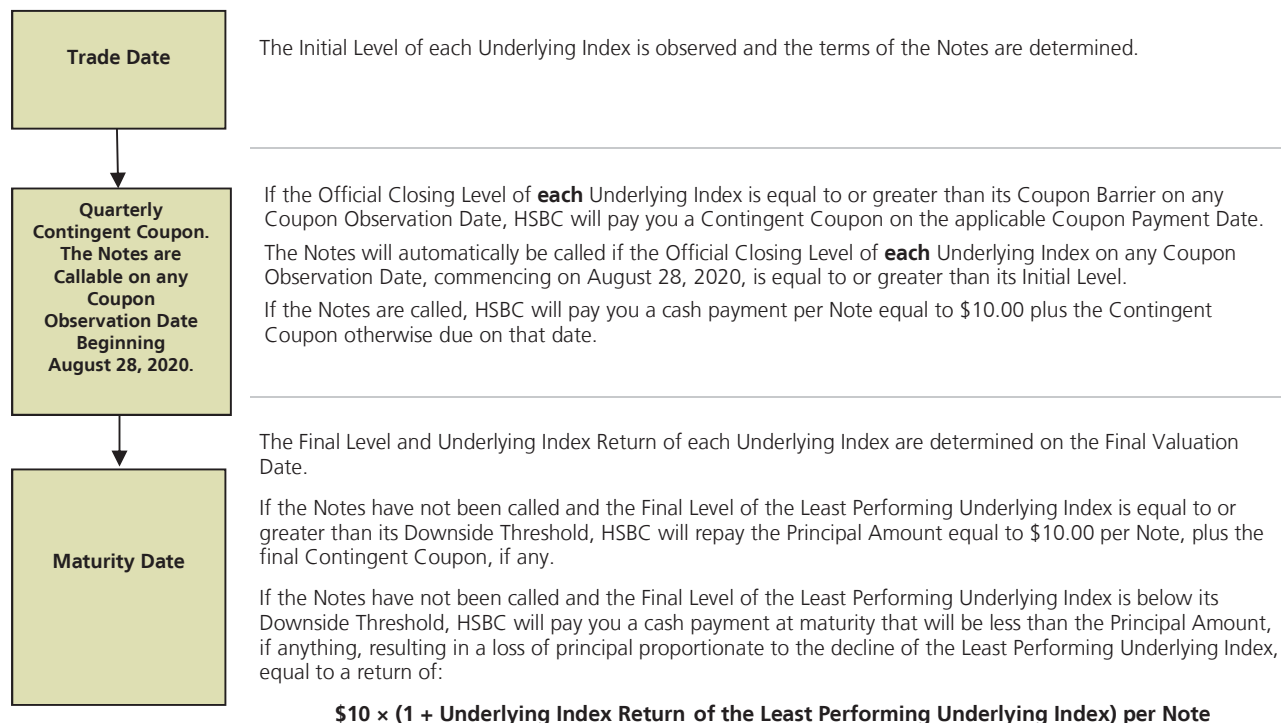 Trade Date
The Initial Level of each Underlying Index is observed and the terms of the Notes are determined.
Quarterly
Contingent Coupon.
The Notes are
Callable on any
Coupon
Observation Date
Beginning
August 28, 2020.
If the Official Closing Level of each Underlying Index is equal to or greater than its Coupon Barrier on any
Coupon Observation Date, HSBC will pay you a Contingent Coupon on the applicable Coupon Payment Date.
The Notes will automatically be called if the Official Closing Level of each Underlying Index on any Coupon
Observation Date, commencing on August 28, 2020, is equal to or greater than its Initial Level.
If the Notes are called, HSBC will pay you a cash payment per Note equal to $10.00 plus the Contingent
Coupon otherwise due on that date.
Maturity Date
The Final Level and Underlying Index Return of each Underlying Index are determined on the Final Valuation
Date.
If the Notes have not been called and the Final Level of the Least Performing Underlying Index is equal to or
greater than its Downside Threshold, HSBC will repay the Principal Amount equal to $10.00 per Note, plus the
final Contingent Coupon, if any.
If the Notes have not been called and the Final Level of the Least Performing Underlying Index is below its
Downside Threshold, HSBC will pay you a cash payment at maturity that will be less than the Principal Amount,
if anything, resulting in a loss of principal proportionate to the decline of the Least Performing Underlying Index,
equal to a return of:
$10 × (1 + Underlying Index Return of the Least Performing Underlying Index) per Note